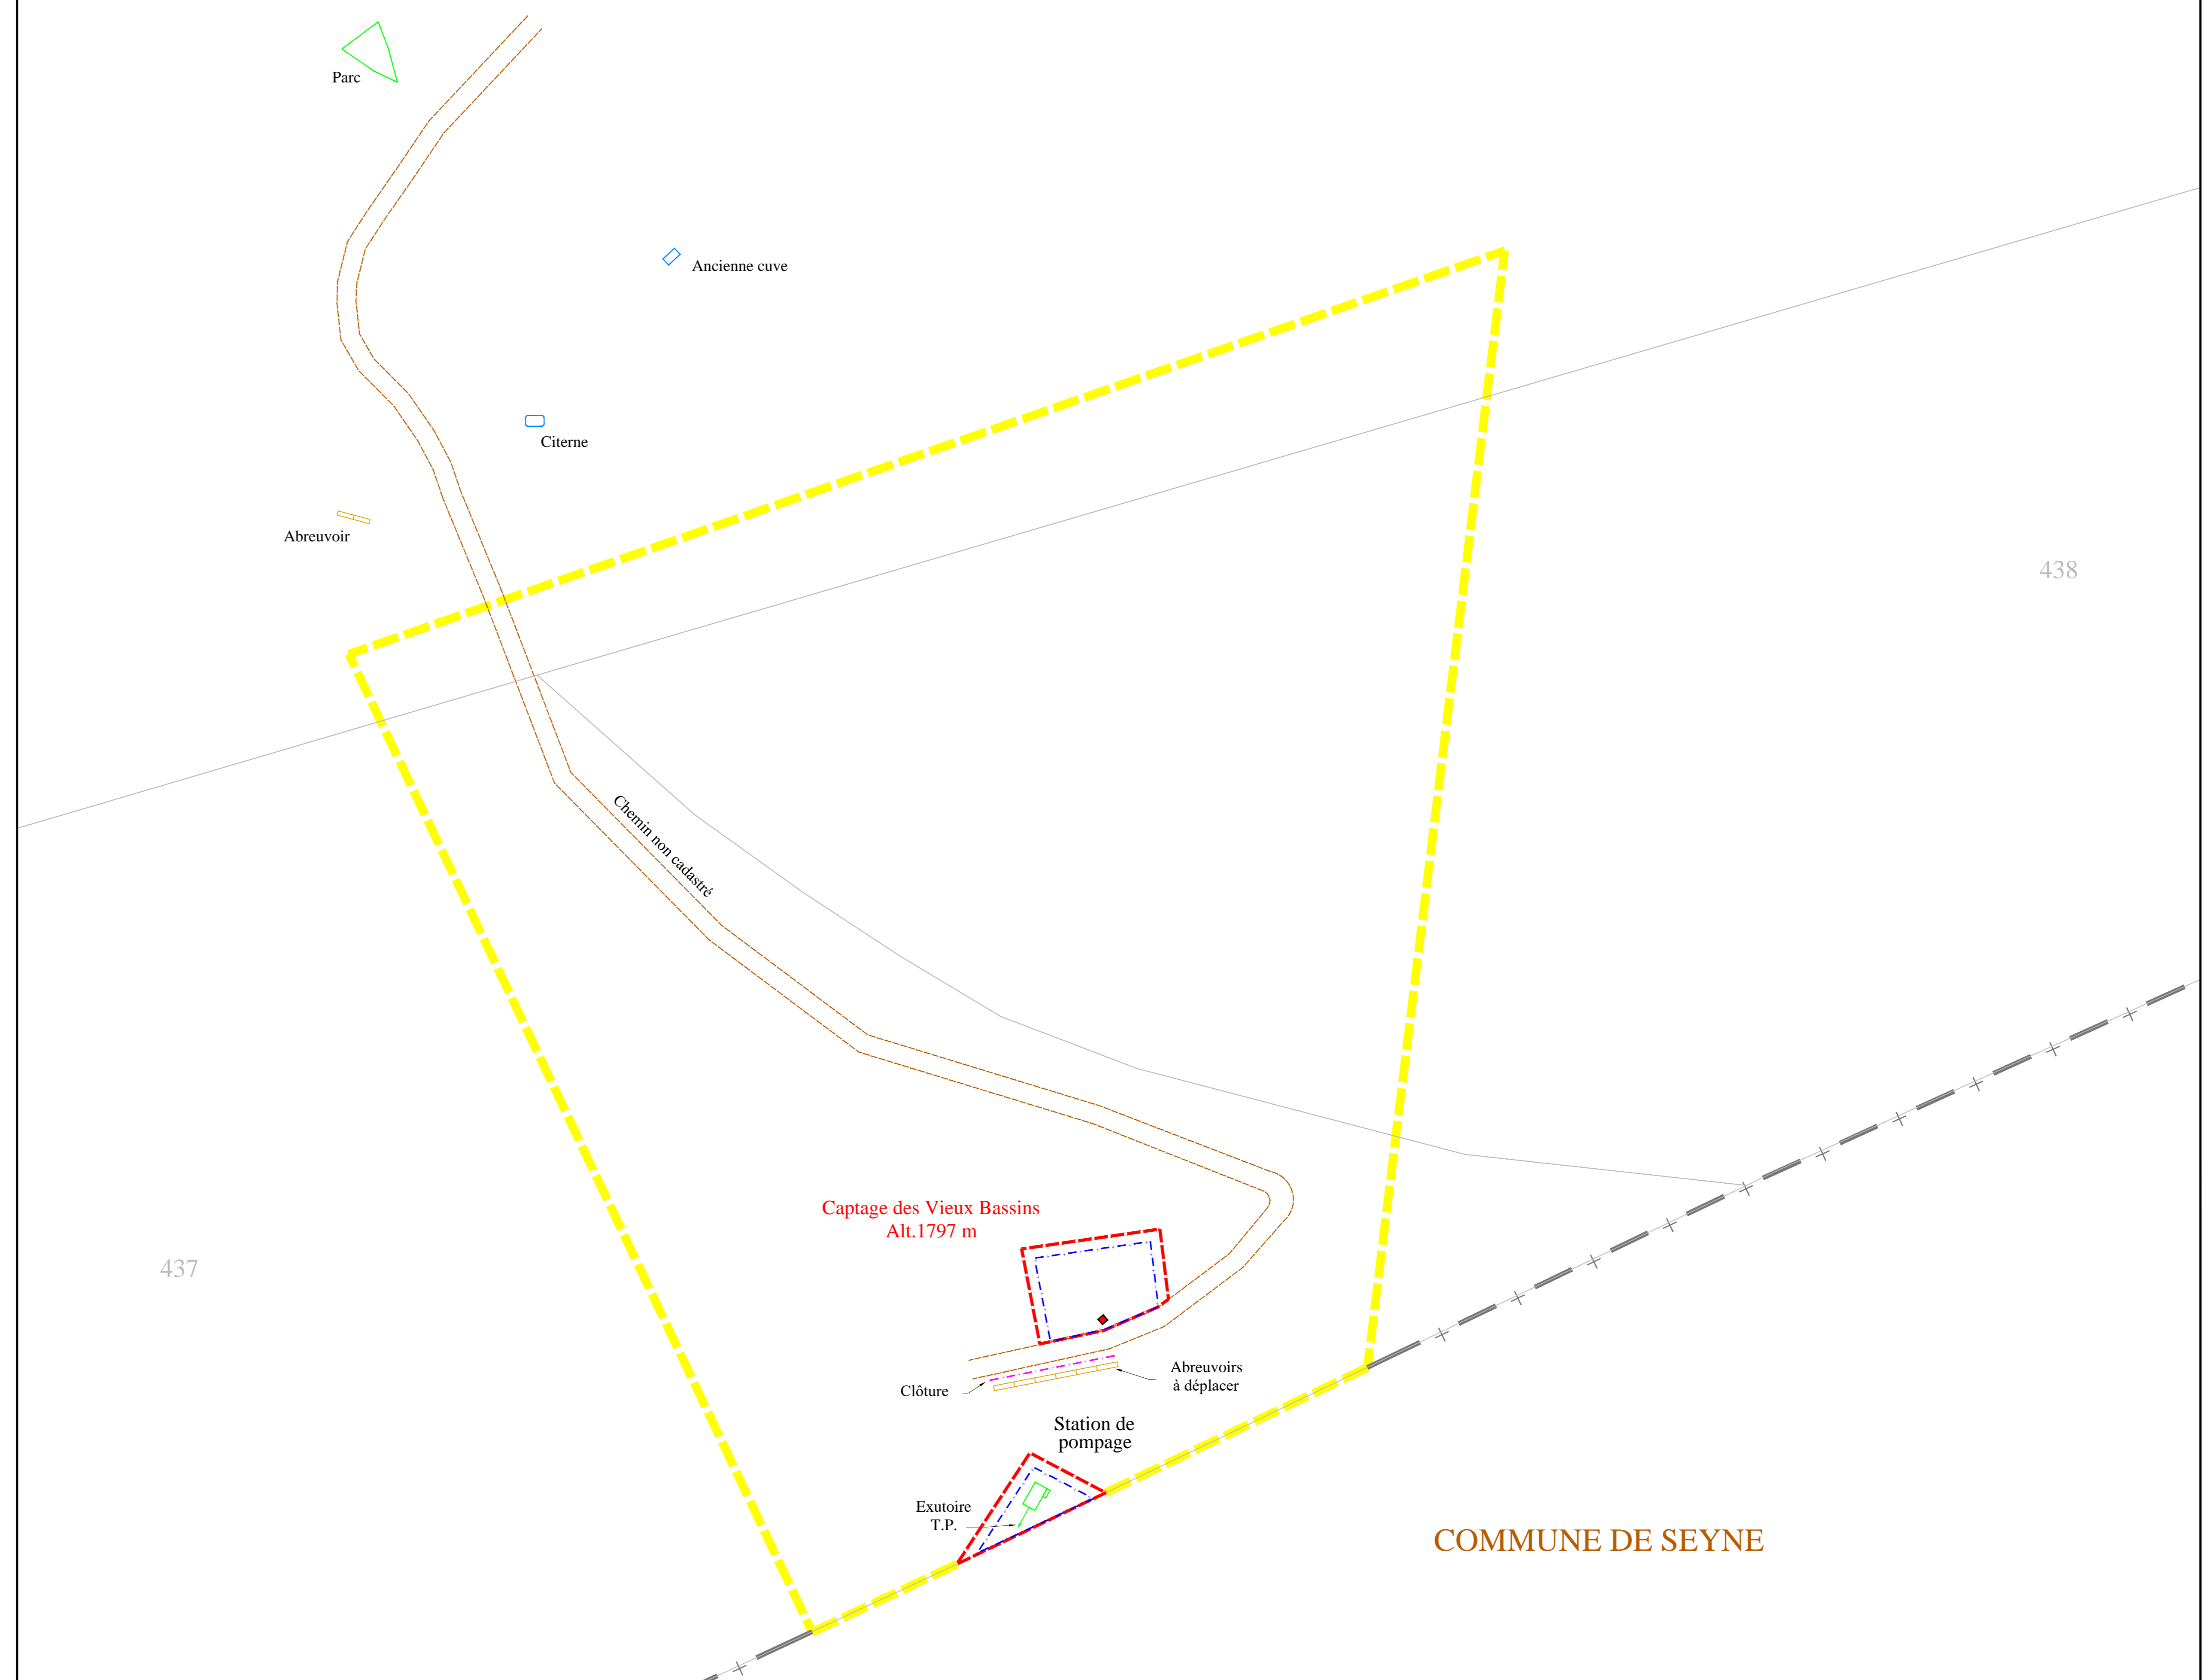 Parc
Ancienne cuve
Citerne
Abreuvoir
438
Chemin non cadastré
Captage des Vieux Bassins
Alt.1797 m
437
Abreuvoirs
à déplacer
Clôture
Station de
pompage
Exutoire
T.P.
COMMUNE DE SEYNE